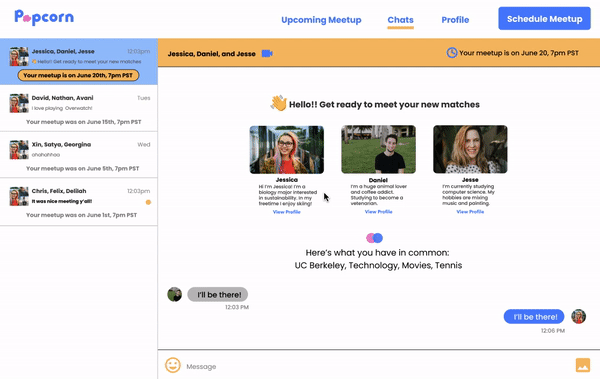 Popcorn
Upcoming Meetup
Chats
Profile
Schedule Meetup
Jessica, Daniel, Jesse
12:03pm
👋 Hello!! Get ready to meet your new matches
Your meetup is on June 20th, 7pm PST
David, Nathan, Avani
Tues
I love playing Overwatch!
Your meetup was on June 15th, 7pm PST
Xin, Satya, Georgina
Wed
ahahahhaa
Your meetup was on June 5th, 7pm PST
Chris, Felix, Delilah
12:03pm
It was nice meeting y'all!
Your meetup was on June 1st, 7pm PST
Jessica, Daniel, and Jesse
Your meetup is on June 20, 7pm PST
👋 Hello!! Get ready to meet your new matches
Jessica
Hi I'm Jessica! I'm a
biology major interested
in sustainability. In my
freetime I enjoy skiing!
View Profile
Daniel
I'm a huge animal lover
and coffee addict.
Studying to become a
vetenarian.
View Profile
Jesse
I'm currently studying
computer science. My
hobbies are mixing
music and painting.
View Profile
Here's what you have in common:
UC Berkeley, Technology, Movies, Tennis
I'll be there!
12:03 PM
I'll be there!
12:06 PM
Message